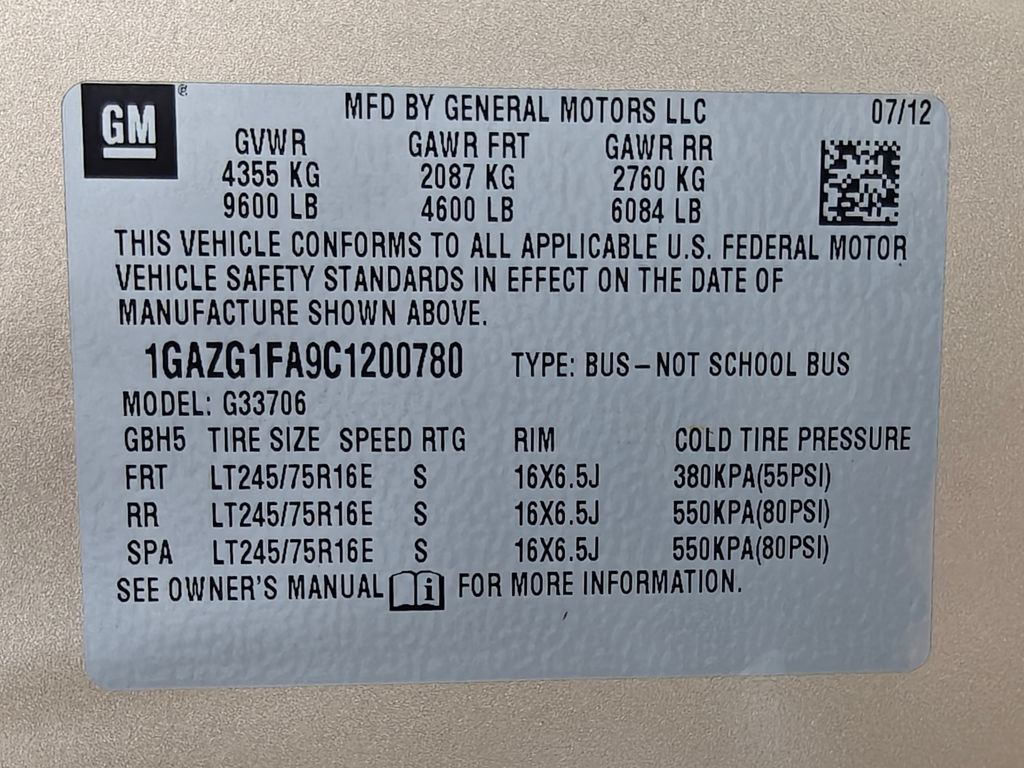 GM ® MFD BY GENERAL MOTORS LLC 07/12
GVWR GAWR FRT GAWR RR
4355 KG 2087 KG 2760 KG
9600 LB 4600 LB 6084 LB
THIS VEHICLE CONFORMS TO ALL APPLICABLE U.S. FEDERAL MOTOR
VEHICLE SAFETY STANDARDS IN EFFECT ON THE DATE OF
MANUFACTURE SHOWN ABOVE.
1GAZG1FA9C1200780 TYPE: BUS–NOT SCHOOL BUS
MODEL: G33706
GBH5 TIRE SIZE SPEED RTG RIM COLD TIRE PRESSURE
FRT LT245/75R16E S 16X6.5J 380KPA(55PSI)
RR LT245/75R16E S 16X6.5J 550KPA(80PSI)
SPA LT245/75R16E S 16X6.5J 550KPA(80PSI)
SEE OWNER'S MANUAL i FOR MORE INFORMATION.